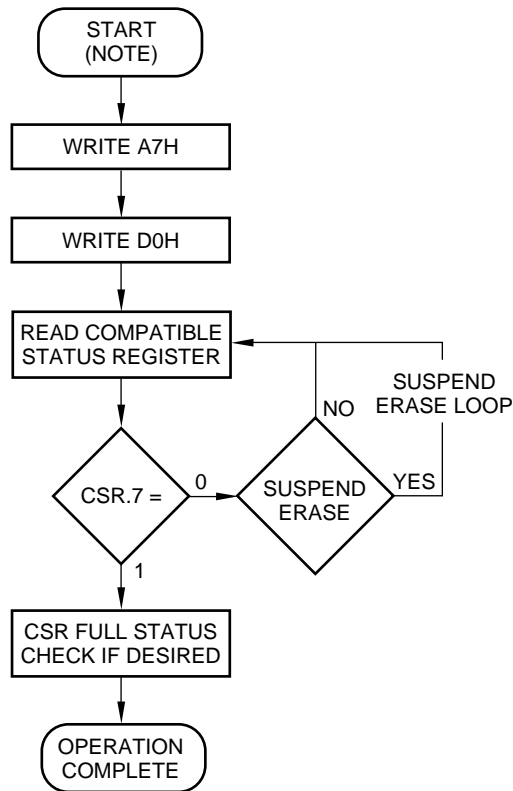 START
(NOTE)
WRITE A7H
WRITE D0H
READ COMPATIBLE
STATUS REGISTER
SUSPEND
ERASE LOOP
NO
CSR.7 =
0
SUSPEND
ERASE
YES
1
CSR FULL STATUS
CHECK IF DESIRED
OPERATION
COMPLETE